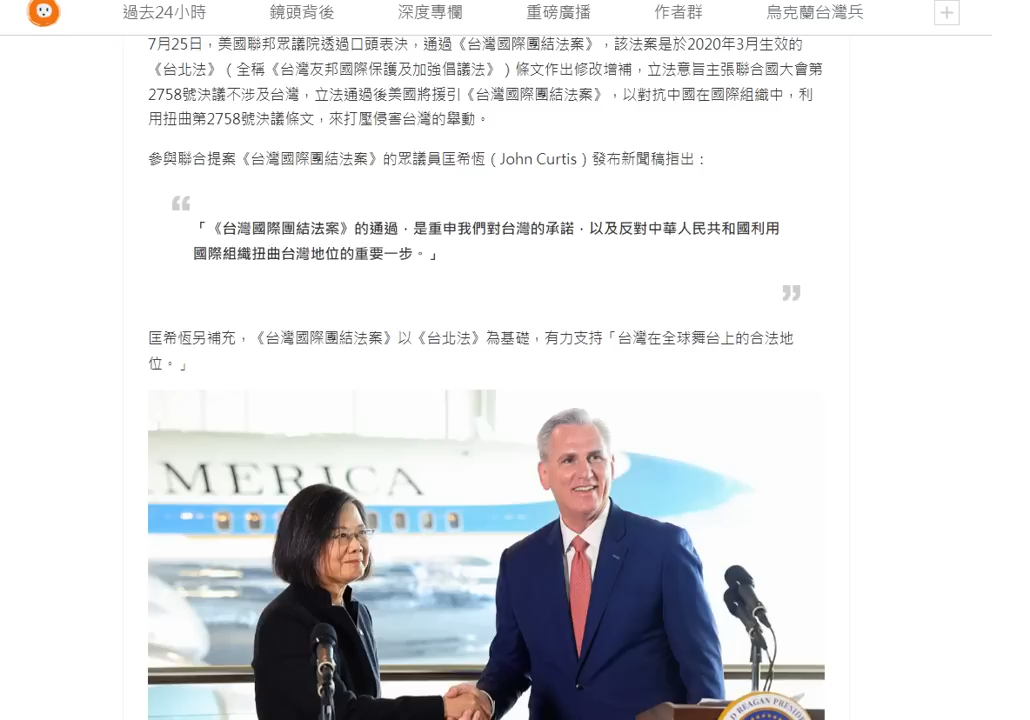 過去24小時
鏡頭背後
深度專欄
重磅廣播
作者群
烏克蘭台灣兵
7月25日，美國聯邦眾議院透過口頭表決，通過《台灣國際團結法案》，該法案是於2020年3月生效的
《台北法》（全稱《台灣友邦國際保護及加強倡議法》）條文作出修改增補，立法意旨主張聯合國大會第
2758號決議不涉及台灣，立法通過後美國將援引《台灣國際團結法案》，以對抗中國在國際組織中，利
用扭曲第2758號決議條文，來打壓侵害台灣的舉動。
參與聯合提案《台灣國際團結法案》的眾議員匡希恆（John Curtis）發布新聞稿指出：
「《台灣國際團結法案》的通過，是重申我們對台灣的承諾，以及反對中華人民共和國利用
國際組織扭曲台灣地位的重要一步。」
匡希恆另補充，《台灣國際團結法案》以《台北法》為基礎，有力支持「台灣在全球舞台上的合法地
位。」
MERICA
D REAGAN PRESIDE